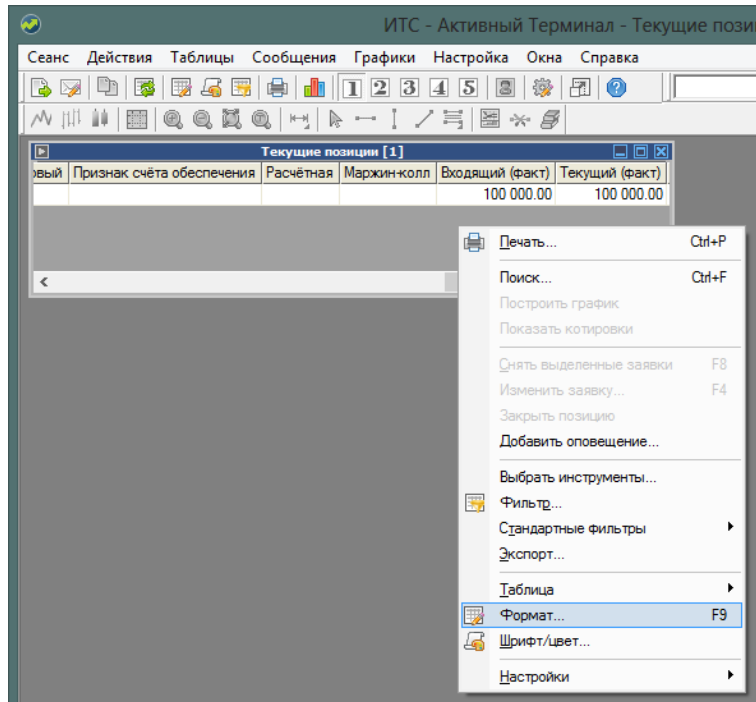 ИТС - Активный Терминал - Текущие пози
Сеанс Действия Таблицы Сообщения Графики Настройка Окна Справка
1 2 3 4 5
Текущие позиции [1]
овый Признак счёта обеспечения Расчётная Маржин-колл Входящий (факт) Текущий (факт)
100 000.00 100 000.00
Печать... Ctrl+P
Поиск... Ctrl+F
Построить график
Показать котировки
Снять выделенные заявки F8
Изменить заявку... F4
Закрыть позицию
Добавить оповещение...
Выбрать инструменты...
Фильтр...
Стандартные фильтры
Экспорт...
Таблица
Формат... F9
Шрифт/цвет...
Настройки